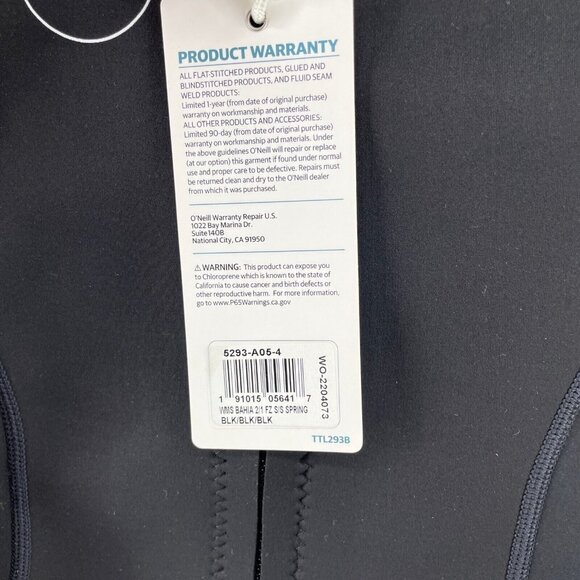 PRODUCT WARRANTY
ALL FLAT-STITCHED PRODUCTS, GLUED AND
BLINDSTITCHED PRODUCTS, AND FLUID SEAM
WELD PRODUCTS:
Limited 1-year (from date of original purchase)
warranty on workmanship and materials.
ALL OTHER PRODUCTS AND ACCESSORIES:
Limited 90-day (from date of original purchase)
warranty on workmanship and materials. Under
the above guidelines O'Neill will repair or replace
(at our option) this garment if found under normal
use and proper care to be defective. Repairs must
be returned clean and dry to the O'Neill dealer
from which it was purchased.
O'Neill Warranty Repair U.S.
1022 Bay Marina Dr.
Suite 140B
National City, CA 91950
⚠WARNING: This product can expose you
to Chloroprene which is known to the state of
California to cause cancer and birth defects or
other reproductive harm. For more information,
go to www.P65Warnings.ca.gov
5293-A05-4
1 91015 05641 7
WMS BAHIA 2/1 FZ S/S SPRING
BLK/BLK/BLK
WO-2204073
TTL293B